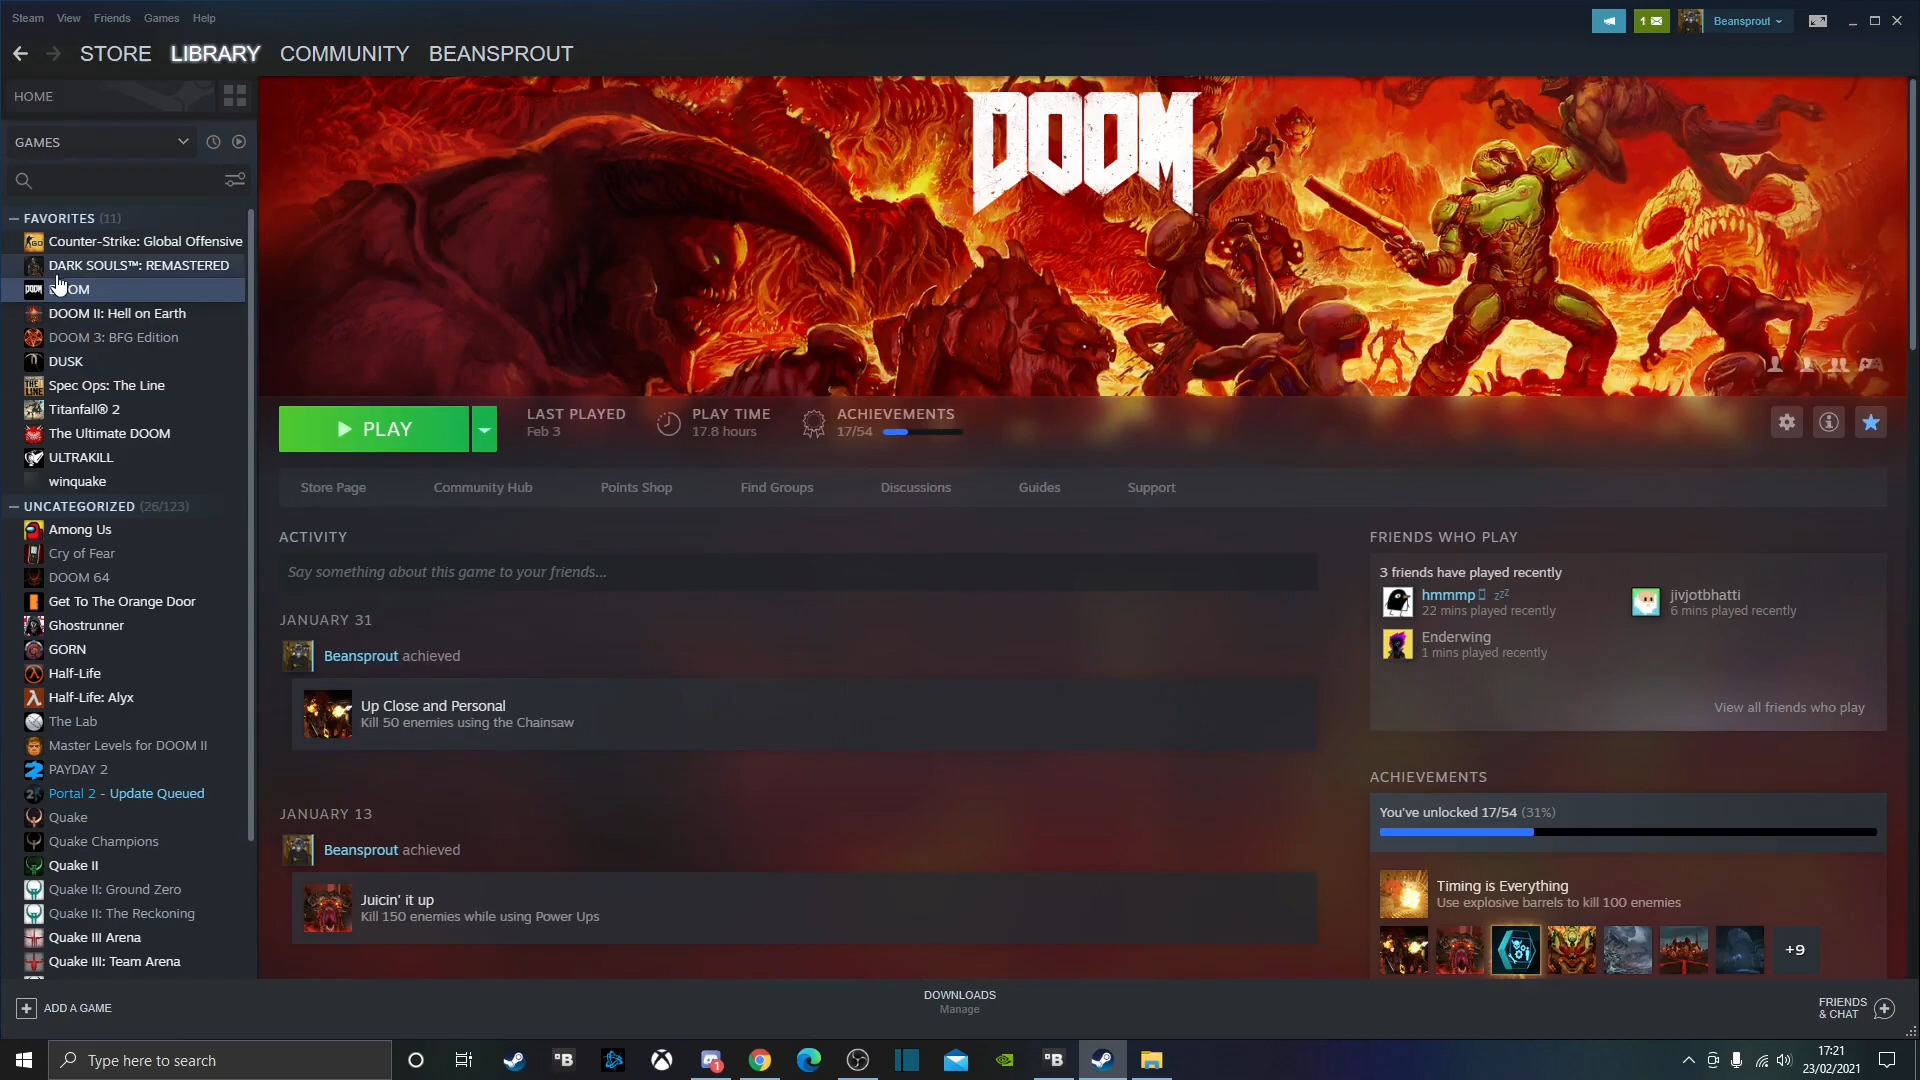 Steam View Friends Games Help
1
Beansprout
STORE LIBRARY COMMUNITY BEANSPROUT
HOME
GAMES
FAVORITES (11)
Counter-Strike: Global Offensive
DARK SOULS™: REMASTERED
DOOM II: Hell on Earth
DOOM 3: BFG Edition
DUSK
Spec Ops: The Line
Titanfall® 2
The Ultimate DOOM
ULTRAKILL
winquake
UNCATEGORIZED (26/123)
Among Us
Cry of Fear
DOOM 64
Get To The Orange Door
Ghostrunner
GORN
Half-Life
Half-Life: Alyx
The Lab
Master Levels for DOOM II
PAYDAY 2
Portal 2 - Update Queued
Quake
Quake Champions
Quake II
Quake II: Ground Zero
Quake II: The Reckoning
Quake III Arena
Quake III: Team Arena
ADD A GAME
DOOM
PLAY
LAST PLAYED
Feb 3
PLAY TIME
17.8 hours
ACHIEVEMENTS
17/54
Store Page Community Hub Points Shop Find Groups Discussions Guides Support
ACTIVITY
Say something about this game to your friends...
JANUARY 31
Beansprout achieved
Up Close and Personal
Kill 50 enemies using the Chainsaw
JANUARY 13
Beansprout achieved
Juicin' it up
Kill 150 enemies while using Power Ups
FRIENDS WHO PLAY
3 friends have played recently
hmmmp zzZ
22 mins played recently
jivjotbhatti
6 mins played recently
Enderwing
1 mins played recently
View all friends who play
ACHIEVEMENTS
You've unlocked 17/54 (31%)
Timing is Everything
Use explosive barrels to kill 100 enemies
+9
DOWNLOADS
Manage
FRIENDS
& CHAT
Type here to search
17:21
23/02/2021